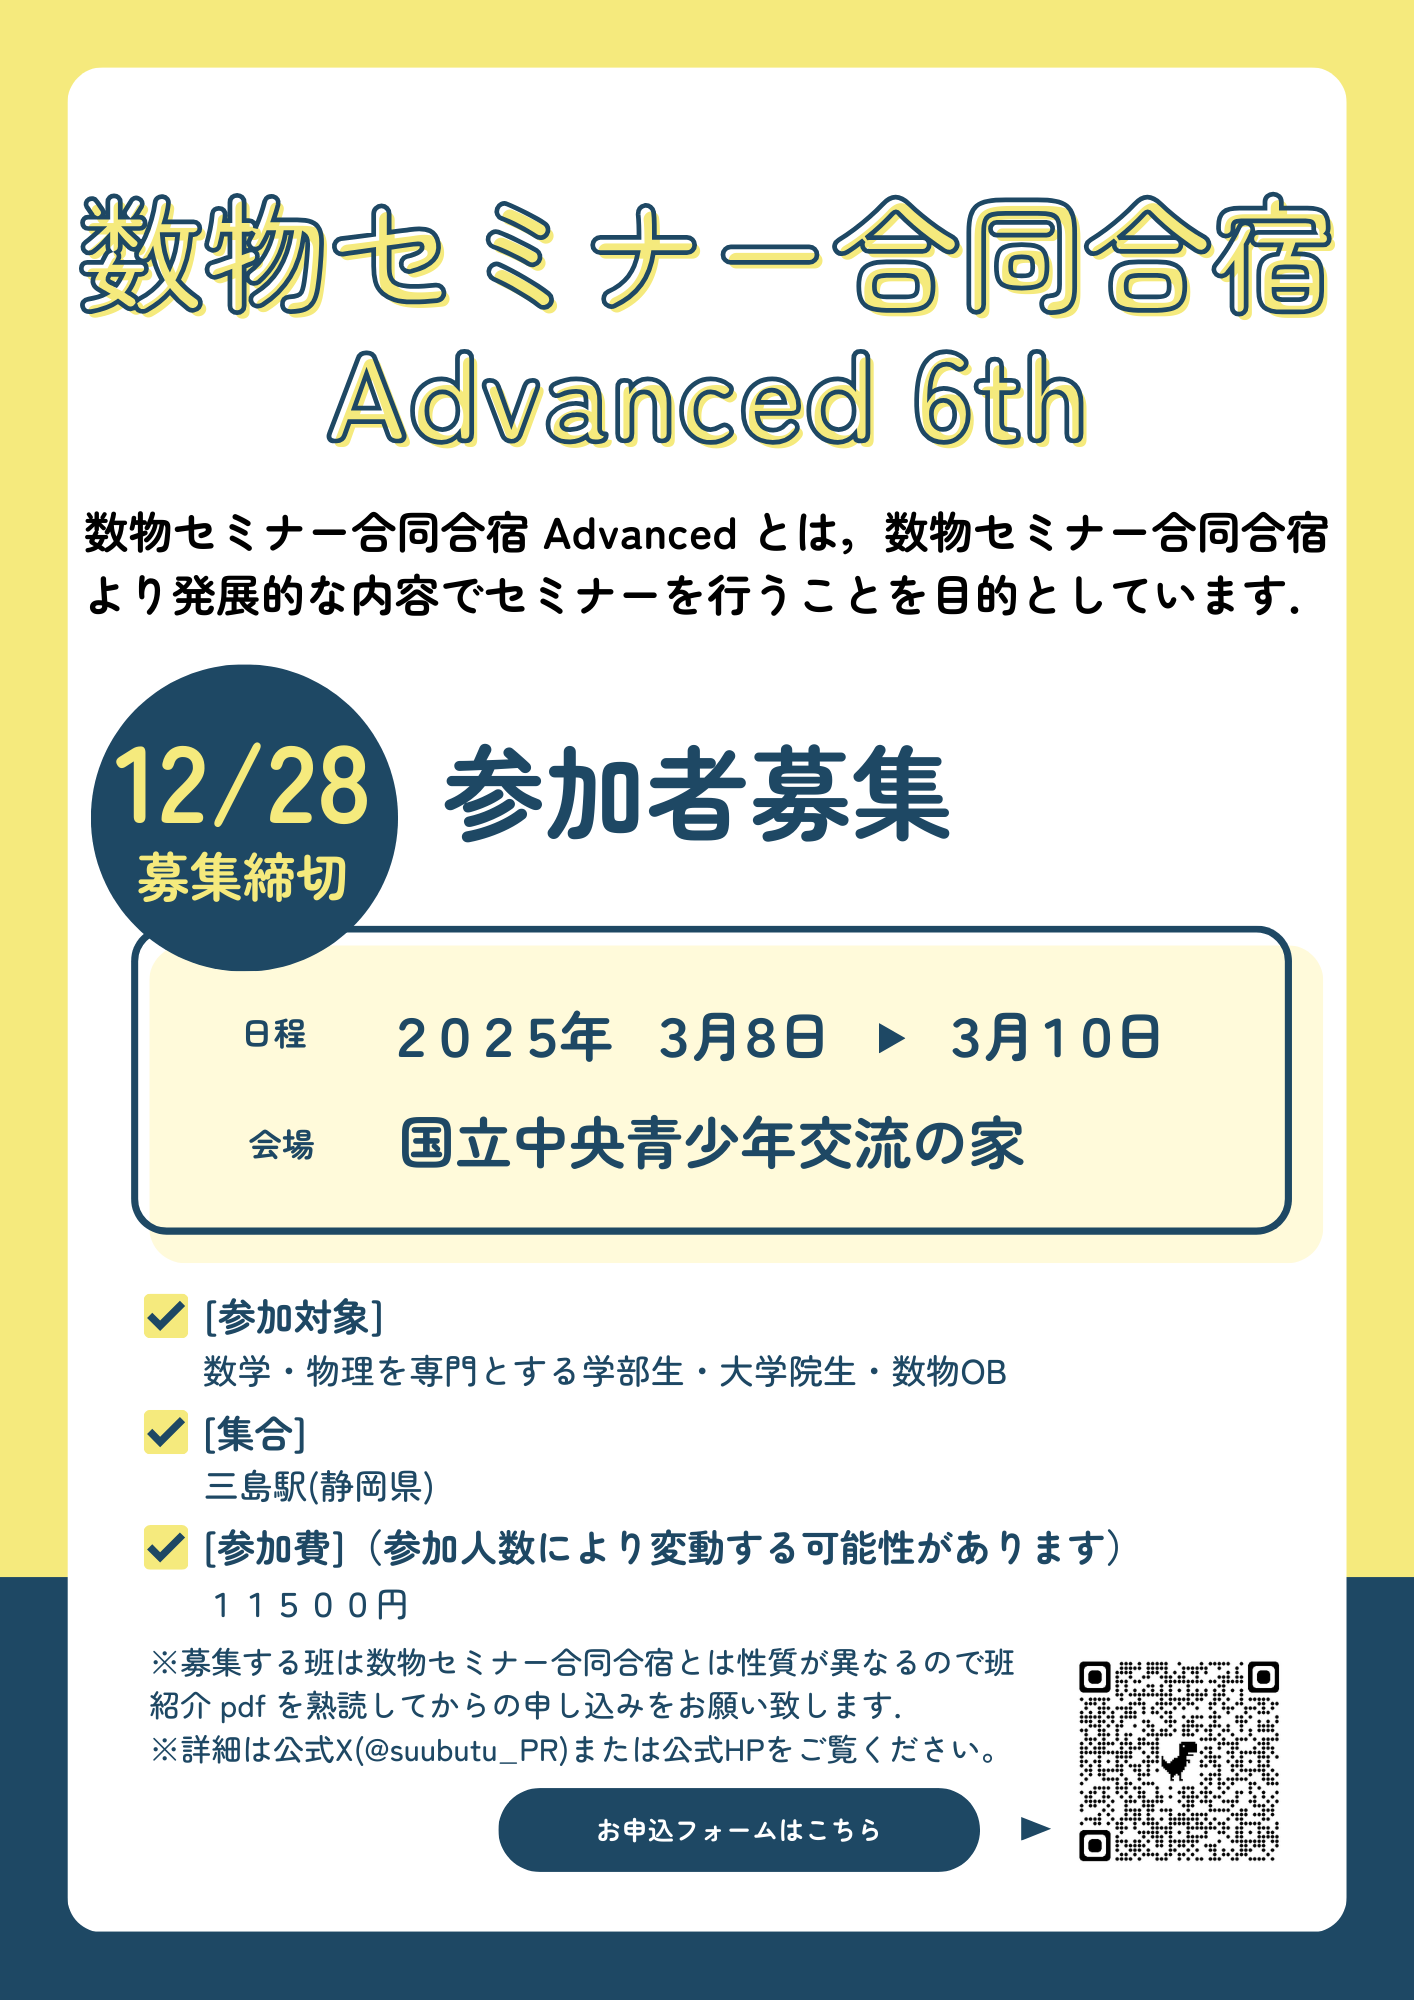 数物セミナー合同合宿
Advanced 6th
数物セミナー合同合宿 Advanced とは，数物セミナー合同合宿
より発展的な内容でセミナーを行うことを目的としています．
12/28
募集締切
参加者募集
日程 2025年 3月8日 ▶ 3月10日
会場 国立中央青少年交流の家
[参加対象]
数学・物理を専門とする学部生・大学院生・数物OB
[集合]
三島駅(静岡県)
[参加費]（参加人数により変動する可能性があります）
11500円
※募集する班は数物セミナー合同合宿とは性質が異なるので班
紹介 pdf を熟読してからの申し込みをお願い致します．
※詳細は公式X(@suubutu_PR)または公式HPをご覧ください。
お申込フォームはこちら